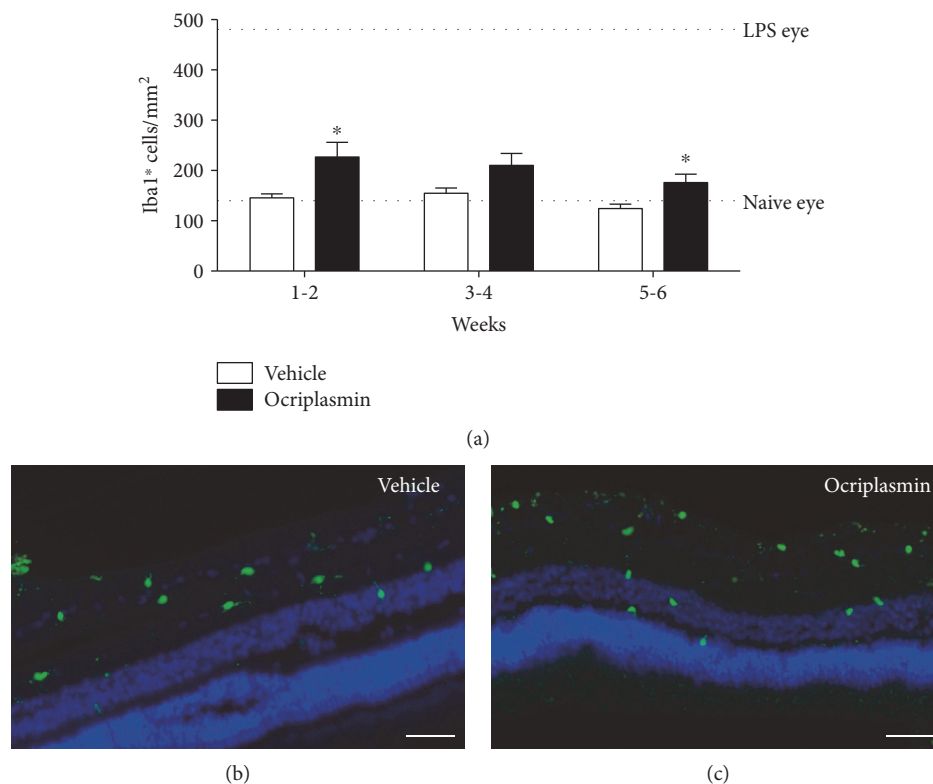 500
400
300
200
100
0
Iba1* cells/mm²
LPS eye
Naive eye
*
*
1-2
3-4
5-6
Weeks
Vehicle
Ocriplasmin
(a)
Vehicle
Ocriplasmin
(b)
(c)